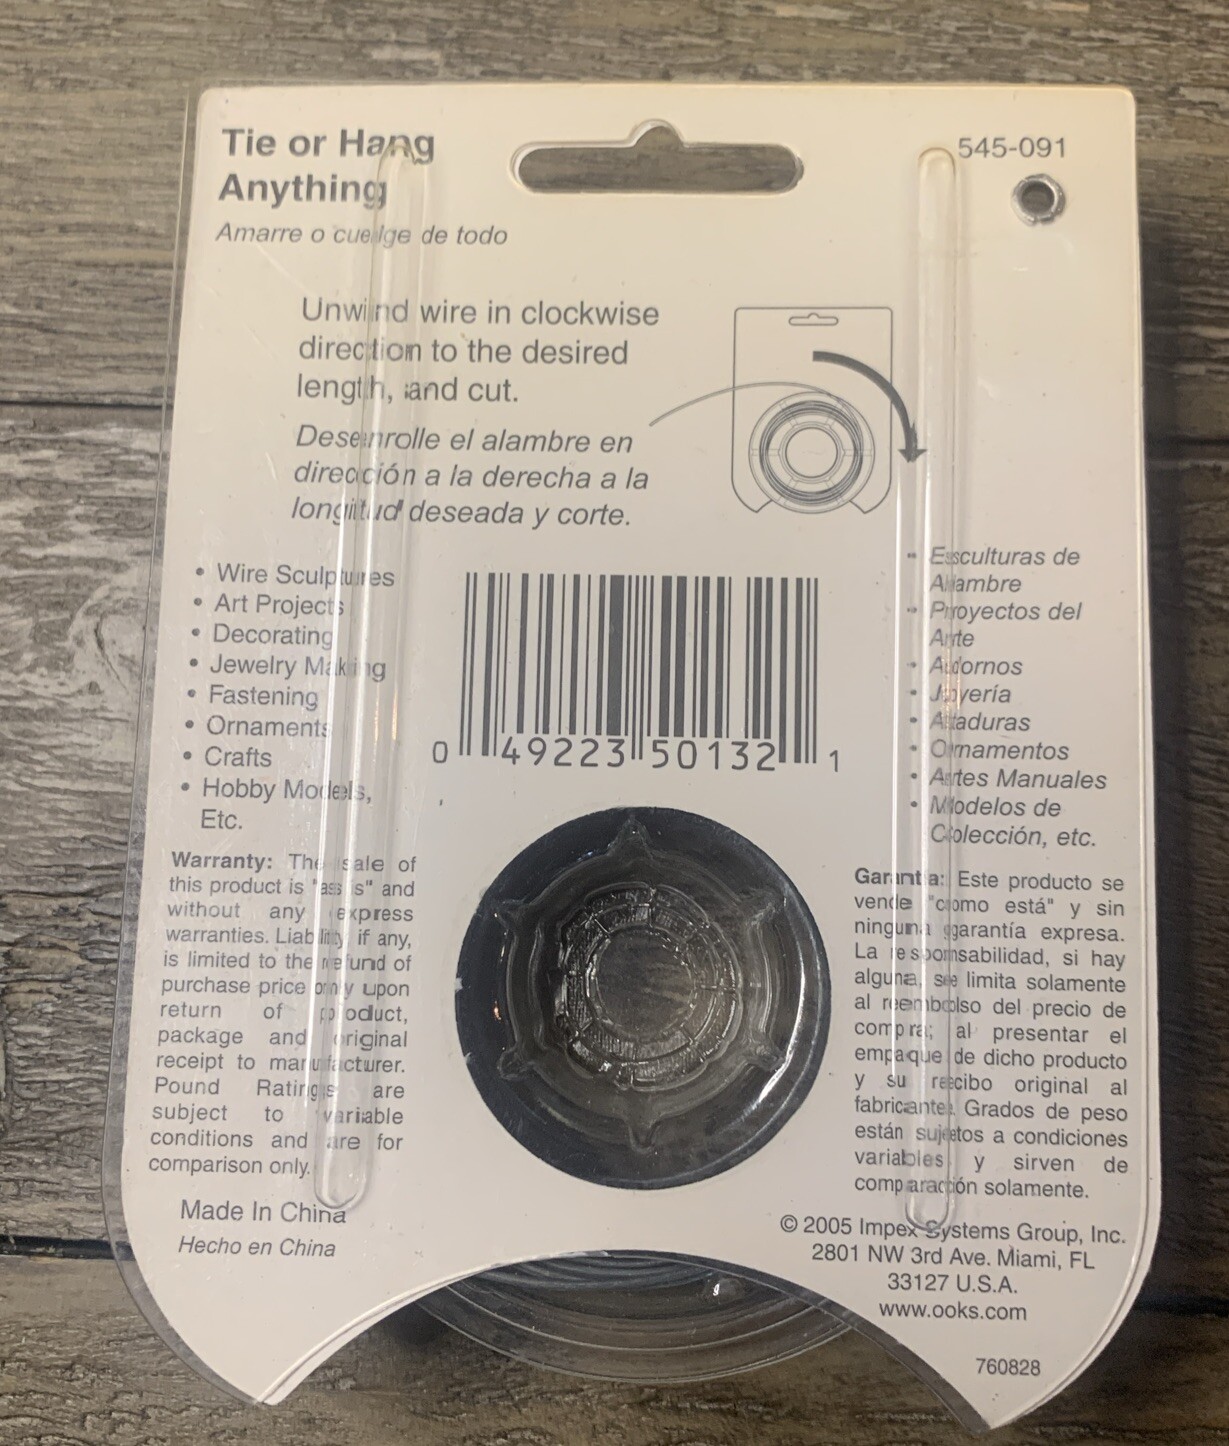 Tie or Hang
Anything
Amarre o cuelge de todo
545-091
Unwind wire in clockwise
direction to the desired
length, and cut.
Desenrolle el alambre en
dirección a la derecha a la
longitud deseada y corte.
• Wire Sculptures
• Art Projects
• Decorating
• Jewelry Making
• Fastening
• Ornaments
• Crafts
• Hobby Models,
Etc.
0 49223 50132 1
• Esculturas de
Alambre
• Proyectos del
Arte
• Adornos
• Joyería
• Ataduras
• Ornamentos
• Artes Manuales
• Modelos de
Colección, etc.
Warranty: The sale of
this product is "as is" and
without any express
warranties. Liability, if any,
is limited to the refund of
purchase price only upon
return of product,
package and original
receipt to manufacturer.
Pound Ratings are
subject to variable
conditions and are for
comparison only.
Made In China
Hecho en China
Garantía: Este producto se
vende "como está" y sin
ninguna garantía expresa.
La responsabilidad, si hay
alguna, se limita solamente
al reembolso del precio de
compra; al presentar el
empaque de dicho producto
y su recibo original al
fabricante. Grados de peso
están sujetos a condiciones
variables y sirven de
comparación solamente.
© 2005 Impex Systems Group, Inc.
2801 NW 3rd Ave. Miami, FL
33127 U.S.A.
www.ooks.com
760828